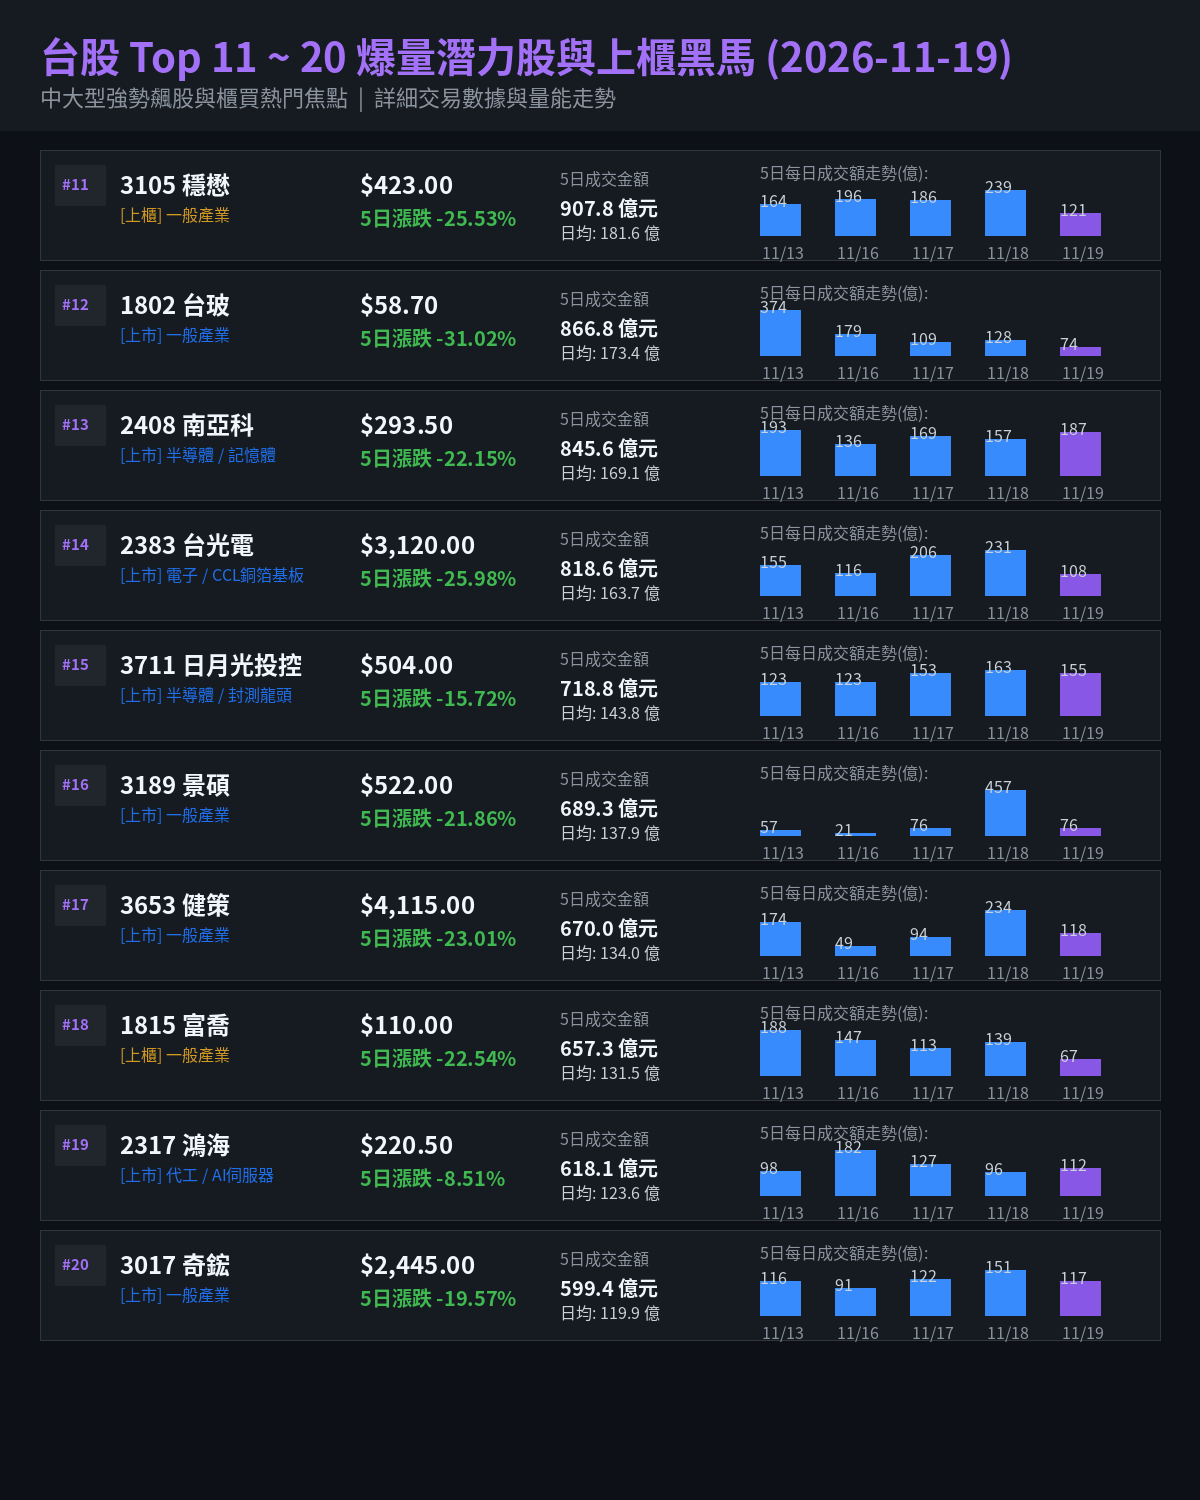 台股 Top 11 ~ 20 爆量潛力股與上櫃黑馬 (2026-11-19)
中大型強勢飆股與櫃買熱門焦點 | 詳細交易數據與量能走勢
#11
3105 穩懋
[上櫃] 一般產業
$423.00
5日漲跌 -25.53%
5日成交金額
907.8 億元
日均: 181.6 億
5日每日成交額走勢(億):
164 196 186 239 121
11/13 11/16 11/17 11/18 11/19
#12
1802 台玻
[上市] 一般產業
$58.70
5日漲跌 -31.02%
5日成交金額
866.8 億元
日均: 173.4 億
5日每日成交額走勢(億):
374 179 109 128 74
11/13 11/16 11/17 11/18 11/19
#13
2408 南亞科
[上市] 半導體 / 記憶體
$293.50
5日漲跌 -22.15%
5日成交金額
845.6 億元
日均: 169.1 億
5日每日成交額走勢(億):
193 136 169 157 187
11/13 11/16 11/17 11/18 11/19
#14
2383 台光電
[上市] 電子 / CCL銅箔基板
$3,120.00
5日漲跌 -25.98%
5日成交金額
818.6 億元
日均: 163.7 億
5日每日成交額走勢(億):
155 116 206 231 108
11/13 11/16 11/17 11/18 11/19
#15
3711 日月光投控
[上市] 半導體 / 封測龍頭
$504.00
5日漲跌 -15.72%
5日成交金額
718.8 億元
日均: 143.8 億
5日每日成交額走勢(億):
123 123 153 163 155
11/13 11/16 11/17 11/18 11/19
#16
3189 景碩
[上市] 一般產業
$522.00
5日漲跌 -21.86%
5日成交金額
689.3 億元
日均: 137.9 億
5日每日成交額走勢(億):
57 21 76 457 76
11/13 11/16 11/17 11/18 11/19
#17
3653 健策
[上市] 一般產業
$4,115.00
5日漲跌 -23.01%
5日成交金額
670.0 億元
日均: 134.0 億
5日每日成交額走勢(億):
174 49 94 234 118
11/13 11/16 11/17 11/18 11/19
#18
1815 富喬
[上櫃] 一般產業
$110.00
5日漲跌 -22.54%
5日成交金額
657.3 億元
日均: 131.5 億
5日每日成交額走勢(億):
188 147 113 139 67
11/13 11/16 11/17 11/18 11/19
#19
2317 鴻海
[上市] 代工 / AI伺服器
$220.50
5日漲跌 -8.51%
5日成交金額
618.1 億元
日均: 123.6 億
5日每日成交額走勢(億):
98 182 127 96 112
11/13 11/16 11/17 11/18 11/19
#20
3017 奇鋐
[上市] 一般產業
$2,445.00
5日漲跌 -19.57%
5日成交金額
599.4 億元
日均: 119.9 億
5日每日成交額走勢(億):
116 91 122 151 117
11/13 11/16 11/17 11/18 11/19